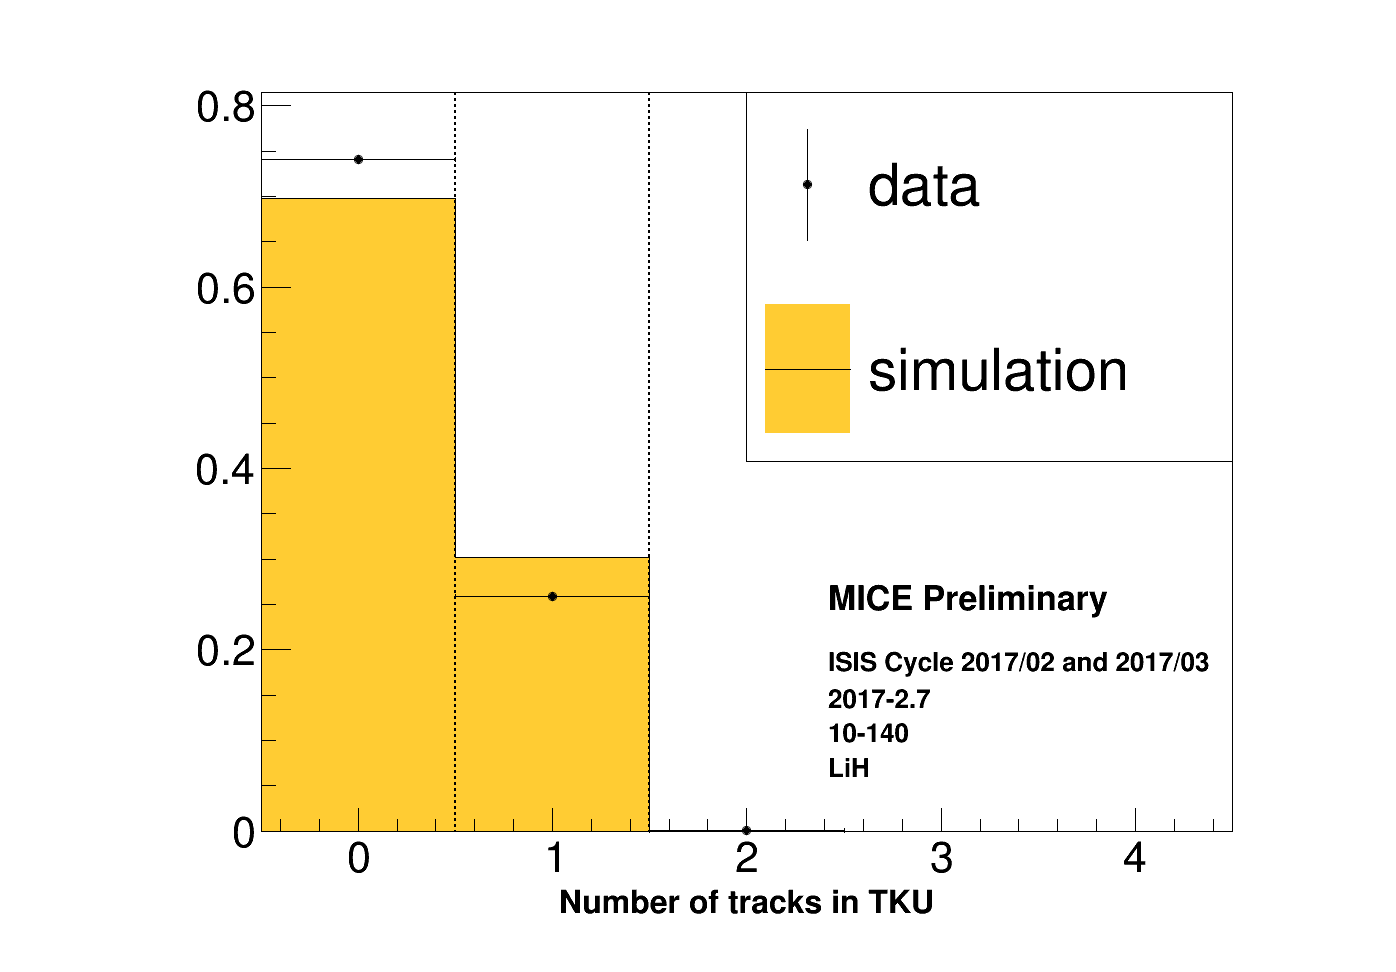 0.8
0.6
0.4
0.2
0
0 1 2 3 4
Number of tracks in TKU
data
simulation
MICE Preliminary
ISIS Cycle 2017/02 and 2017/03
2017-2.7
10-140
LiH